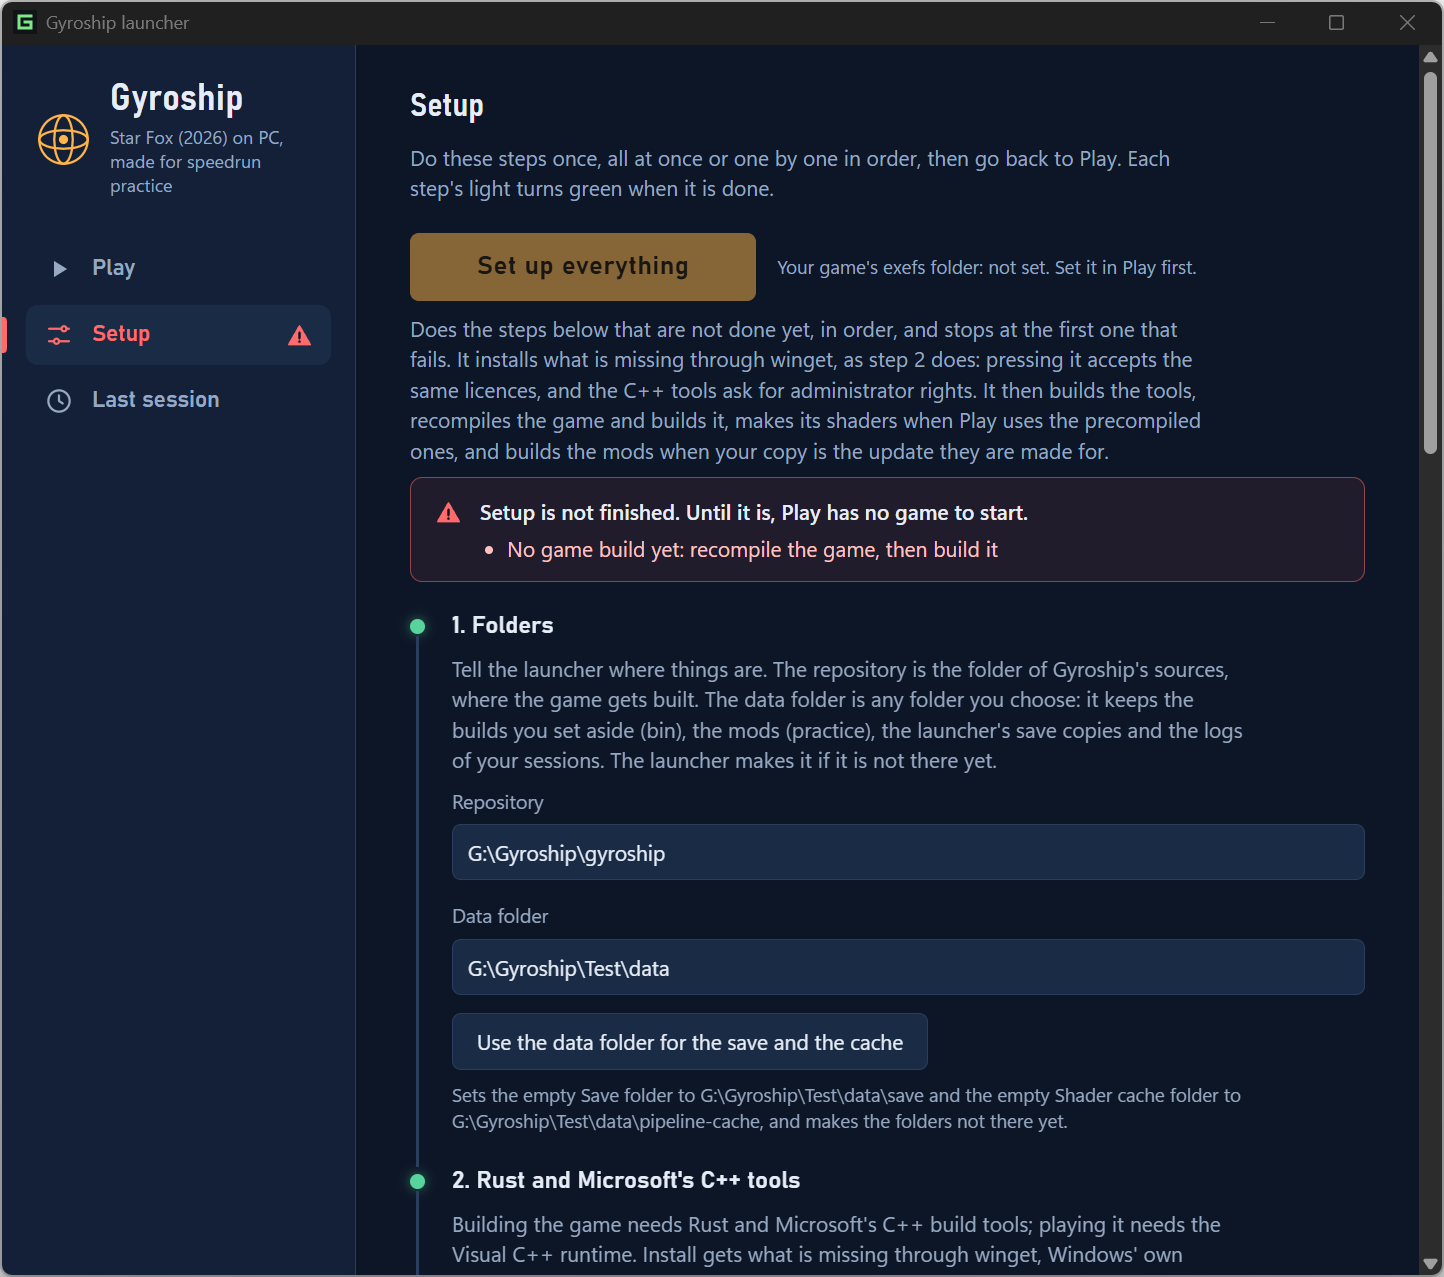 Gyroship launcher
Gyroship
Star Fox (2026) on PC,
made for speedrun
practice
Play
Setup
Last session
Setup
Do these steps once, all at once or one by one in order, then go back to Play. Each
step's light turns green when it is done.
Set up everything
Your game's exefs folder: not set. Set it in Play first.
Does the steps below that are not done yet, in order, and stops at the first one that
fails. It installs what is missing through winget, as step 2 does: pressing it accepts the
same licences, and the C++ tools ask for administrator rights. It then builds the tools,
recompiles the game and builds it, makes its shaders when Play uses the precompiled
ones, and builds the mods when your copy is the update they are made for.
Setup is not finished. Until it is, Play has no game to start.
• No game build yet: recompile the game, then build it
1. Folders
Tell the launcher where things are. The repository is the folder of Gyroship's sources,
where the game gets built. The data folder is any folder you choose: it keeps the
builds you set aside (bin), the mods (practice), the launcher's save copies and the logs
of your sessions. The launcher makes it if it is not there yet.
Repository
G:\Gyroship\gyroship
Data folder
G:\Gyroship\Test\data
Use the data folder for the save and the cache
Sets the empty Save folder to G:\Gyroship\Test\data\save and the empty Shader cache folder to
G:\Gyroship\Test\data\pipeline-cache, and makes the folders not there yet.
2. Rust and Microsoft's C++ tools
Building the game needs Rust and Microsoft's C++ build tools; playing it needs the
Visual C++ runtime. Install gets what is missing through winget, Windows' own